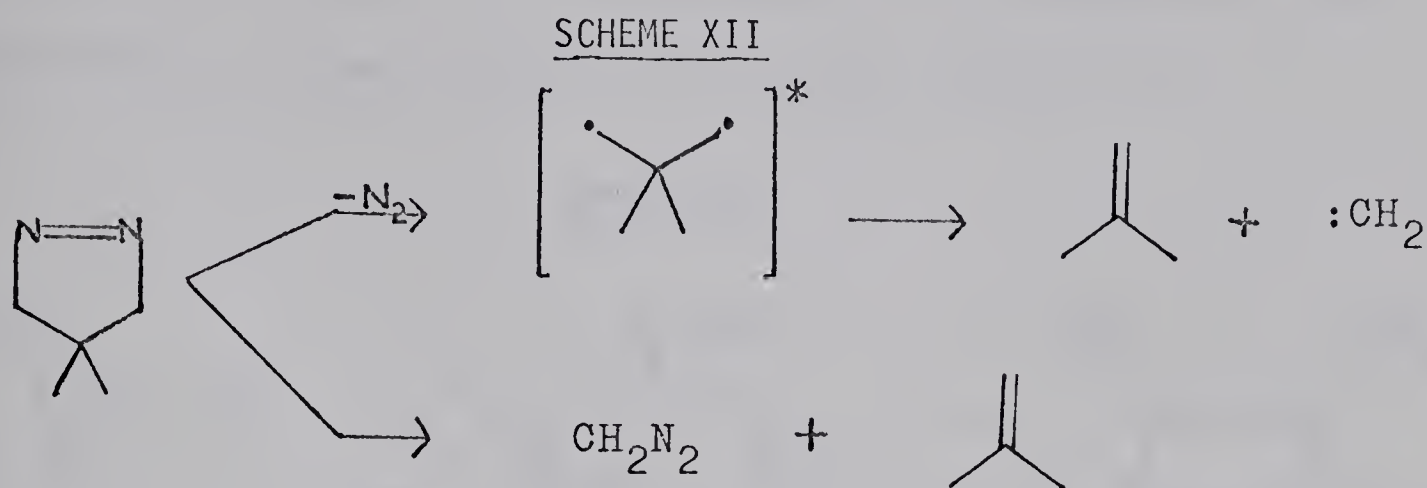 SCHEME XII
*
-N2
N=N
+ :CH2
CH2N2 +